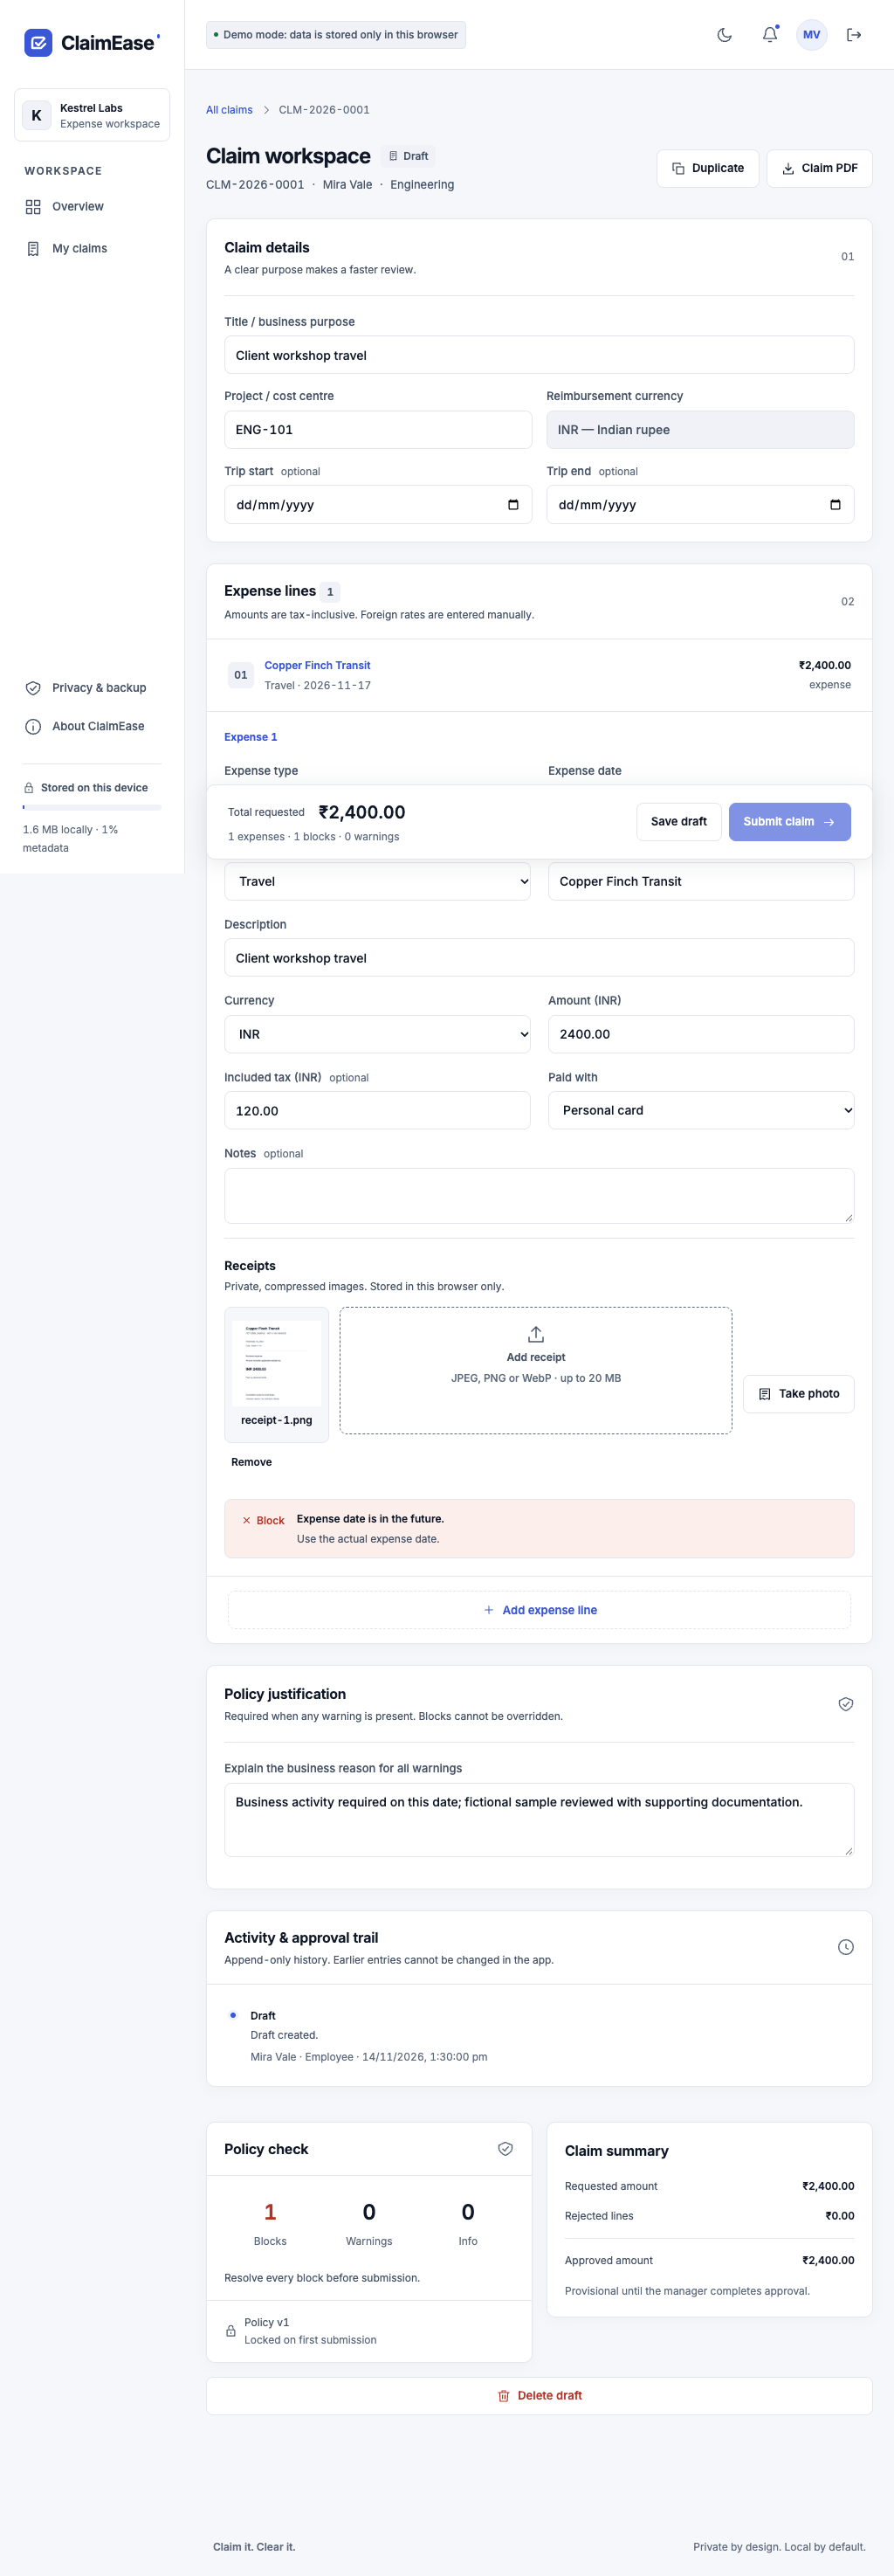 ClaimEase
Demo mode: data is stored only in this browser
MV
K
Kestrel Labs
Expense workspace
WORKSPACE
Overview
My claims
Privacy & backup
About ClaimEase
Stored on this device
1.6 MB locally · 1%
metadata
All claims
CLM-2026-0001
Claim workspace
Draft
CLM-2026-0001 · Mira Vale · Engineering
Duplicate
Claim PDF
Claim details
A clear purpose makes a faster review.
01
Title / business purpose
Client workshop travel
Project / cost centre
Reimbursement currency
ENG-101
INR — Indian rupee
Trip start optional
Trip end optional
dd/mm/yyyy
dd/mm/yyyy
Expense lines 1
Amounts are tax-inclusive. Foreign rates are entered manually.
02
01
Copper Finch Transit
Travel · 2026-11-17
₹2,400.00
expense
Expense 1
Expense type
Expense date
Total requested ₹2,400.00
1 expenses · 1 blocks · 0 warnings
Save draft
Submit claim
Travel
Copper Finch Transit
Description
Client workshop travel
Currency
Amount (INR)
INR
2400.00
Included tax (INR) optional
Paid with
120.00
Personal card
Notes optional
Receipts
Private, compressed images. Stored in this browser only.
Copper Finch Transit
receipt-1.png
Remove
Add receipt
JPEG, PNG or WebP · up to 20 MB
Take photo
Block
Expense date is in the future.
Use the actual expense date.
Add expense line
Policy justification
Required when any warning is present. Blocks cannot be overridden.
Explain the business reason for all warnings
Business activity required on this date; fictional sample reviewed with supporting documentation.
Activity & approval trail
Append-only history. Earlier entries cannot be changed in the app.
Draft
Draft created.
Mira Vale · Employee · 14/11/2026, 1:30:00 pm
Policy check
1
0
0
Blocks
Warnings
Info
Resolve every block before submission.
Policy v1
Locked on first submission
Claim summary
Requested amount
₹2,400.00
Rejected lines
₹0.00
Approved amount
₹2,400.00
Provisional until the manager completes approval.
Delete draft
Claim it. Clear it.
Private by design. Local by default.